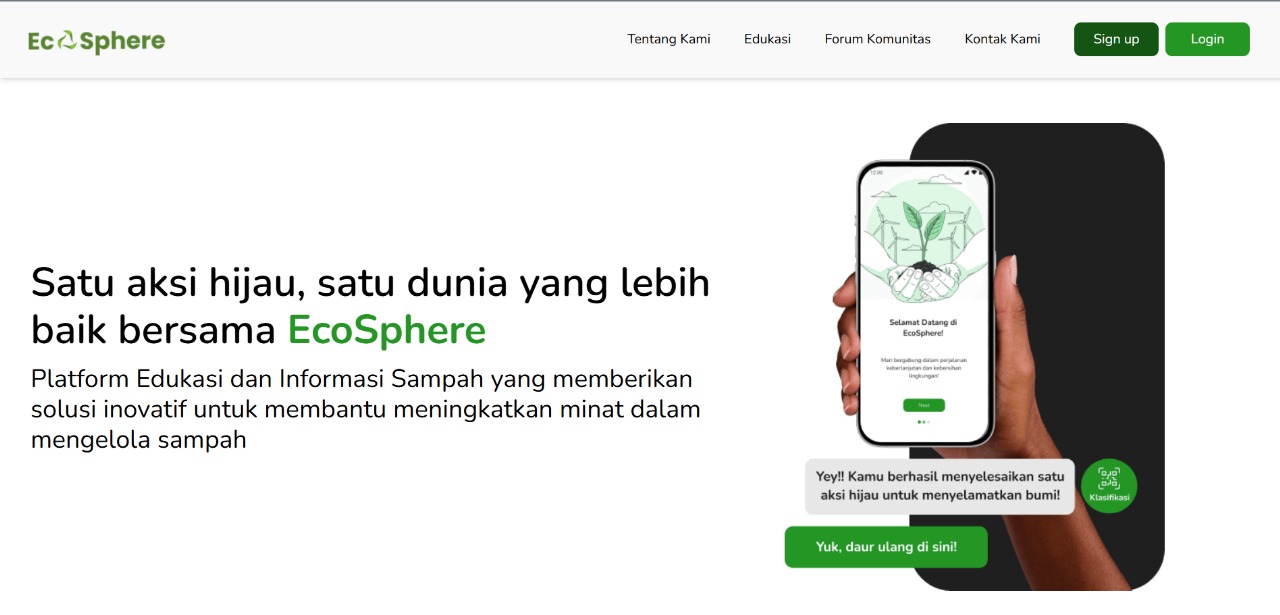 EcoSphere
Tentang Kami
Edukasi
Forum Komunitas
Kontak Kami
Sign up
Login
Satu aksi hijau, satu dunia yang lebih
baik bersama EcoSphere
Platform Edukasi dan Informasi Sampah yang memberikan
solusi inovatif untuk membantu meningkatkan minat dalam
mengelola sampah
12.00
Selamat Datang di
EcoSphere!
Mari bergabung dalam perjalanan
keberlanjutan dan kebersihan
lingkungan!
Next
Yey!! Kamu berhasil menyelesaikan satu
aksi hijau untuk menyelamatkan bumi!
Klasifikasi
Yuk, daur ulang di sini!